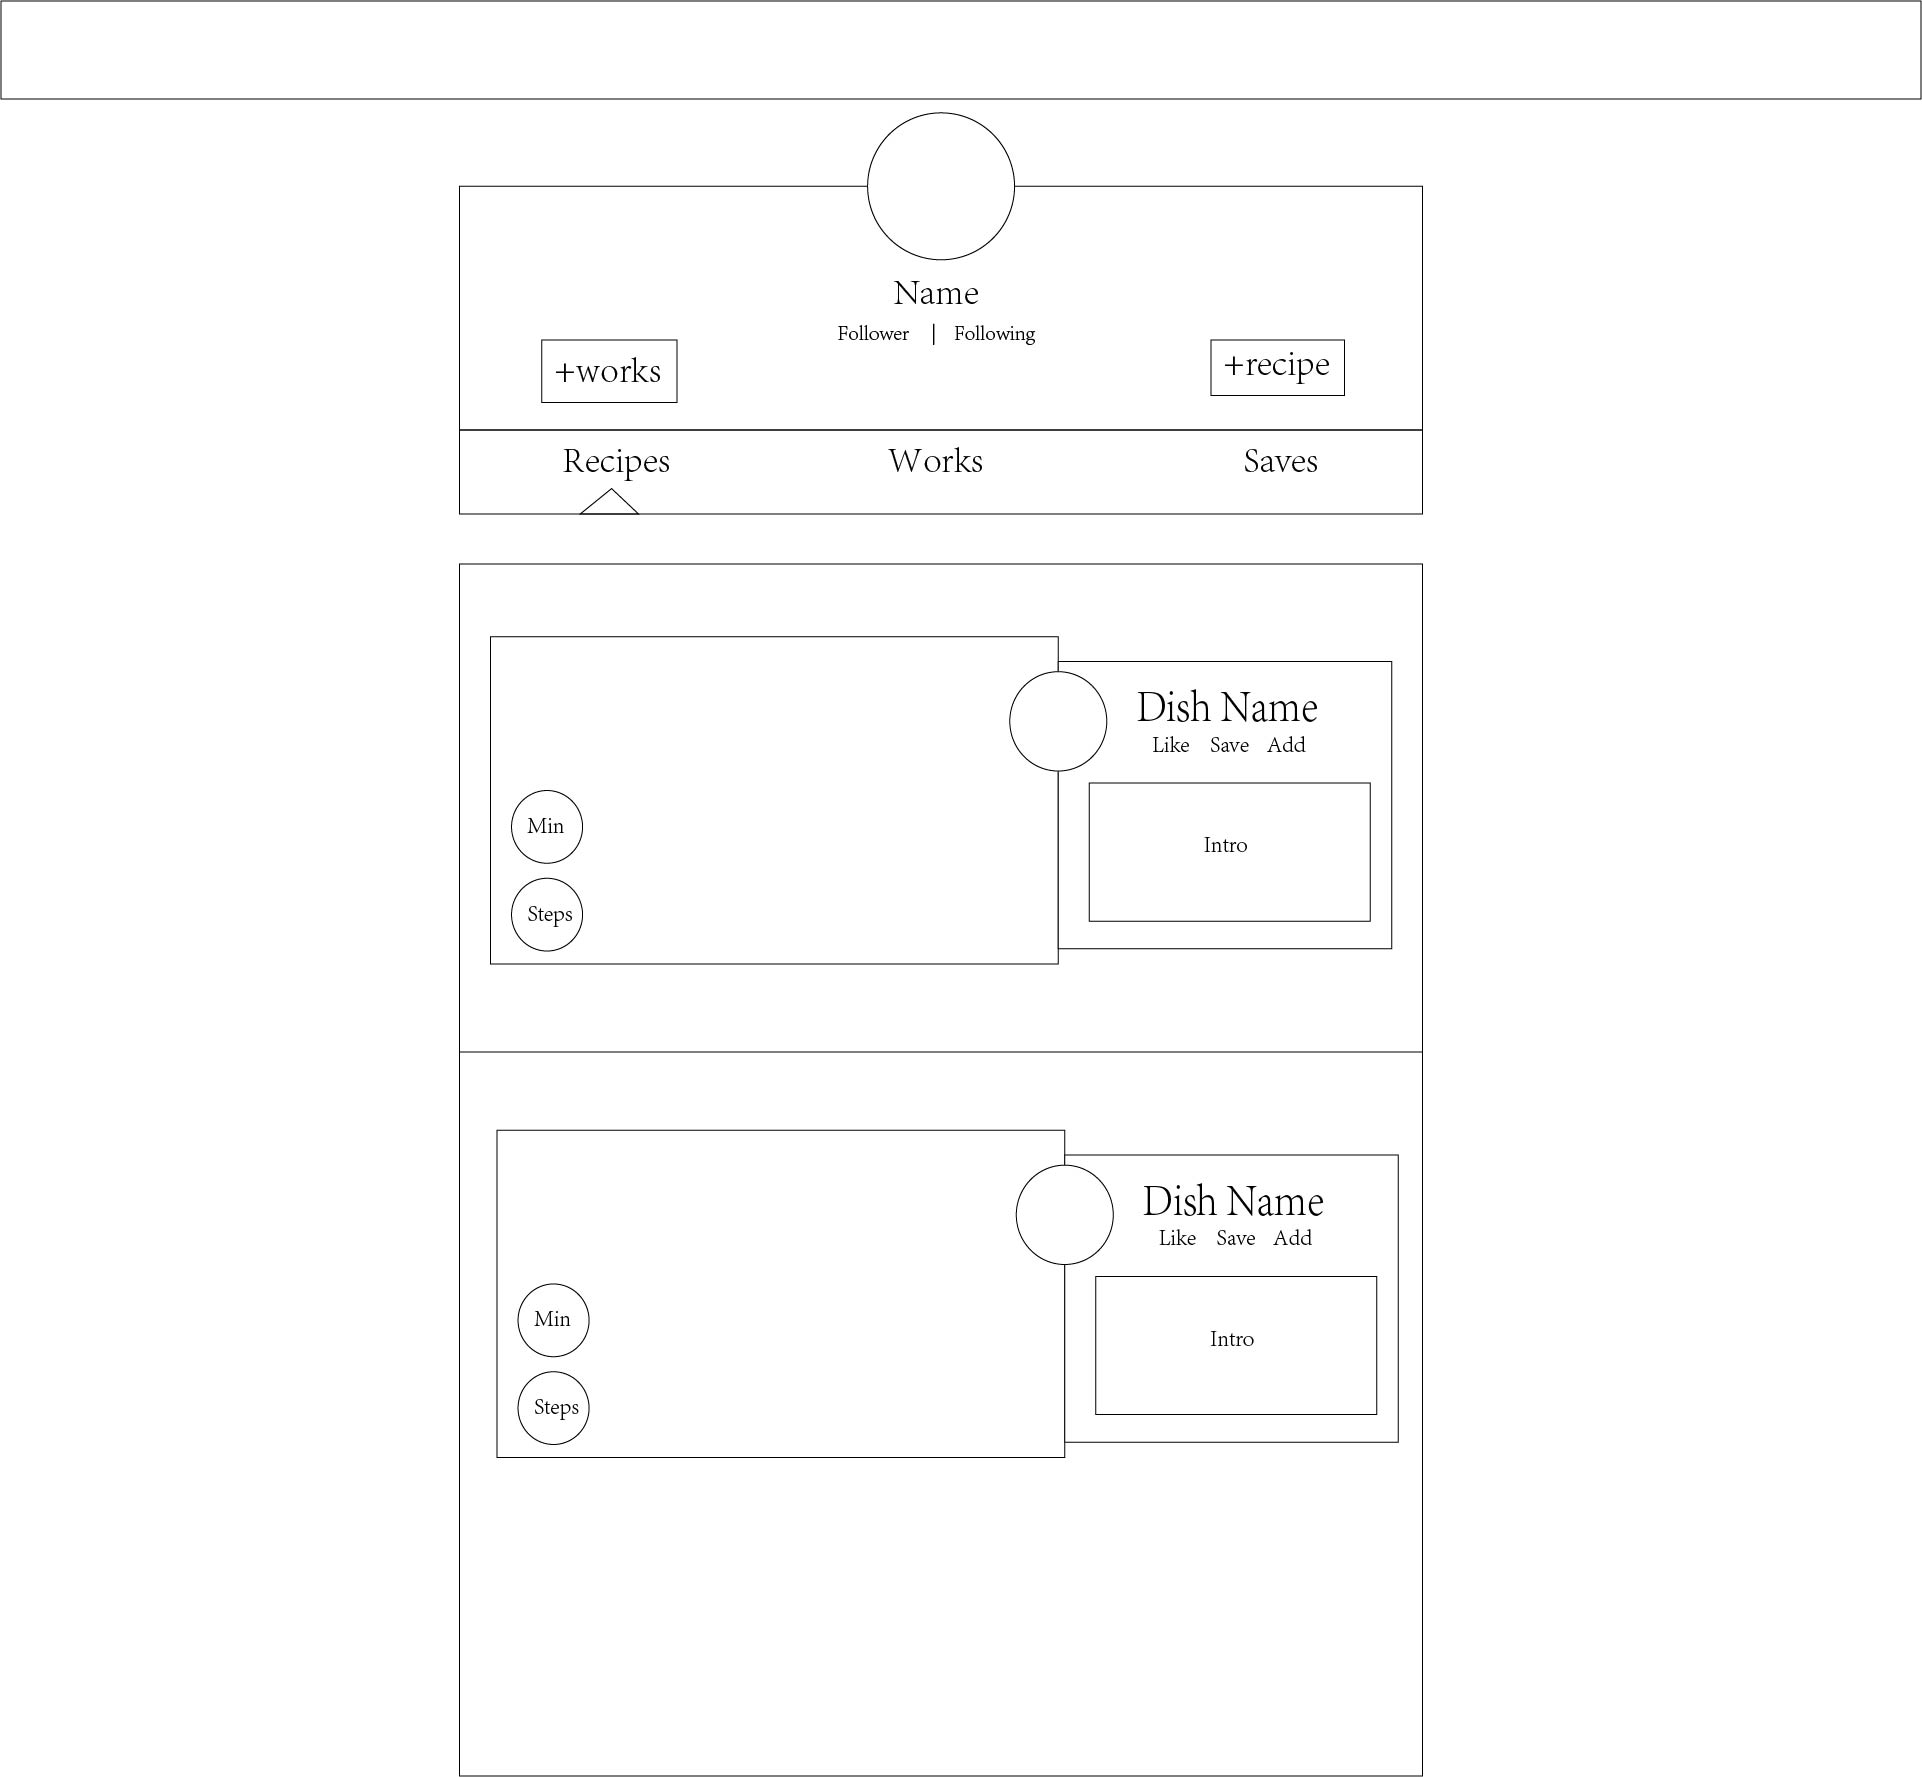 Name
Follower | Following
+works
+recipe
Recipes Works Saves
Dish Name
Like Save Add
Min
Intro
Steps
Dish Name
Like Save Add
Min
Intro
Steps